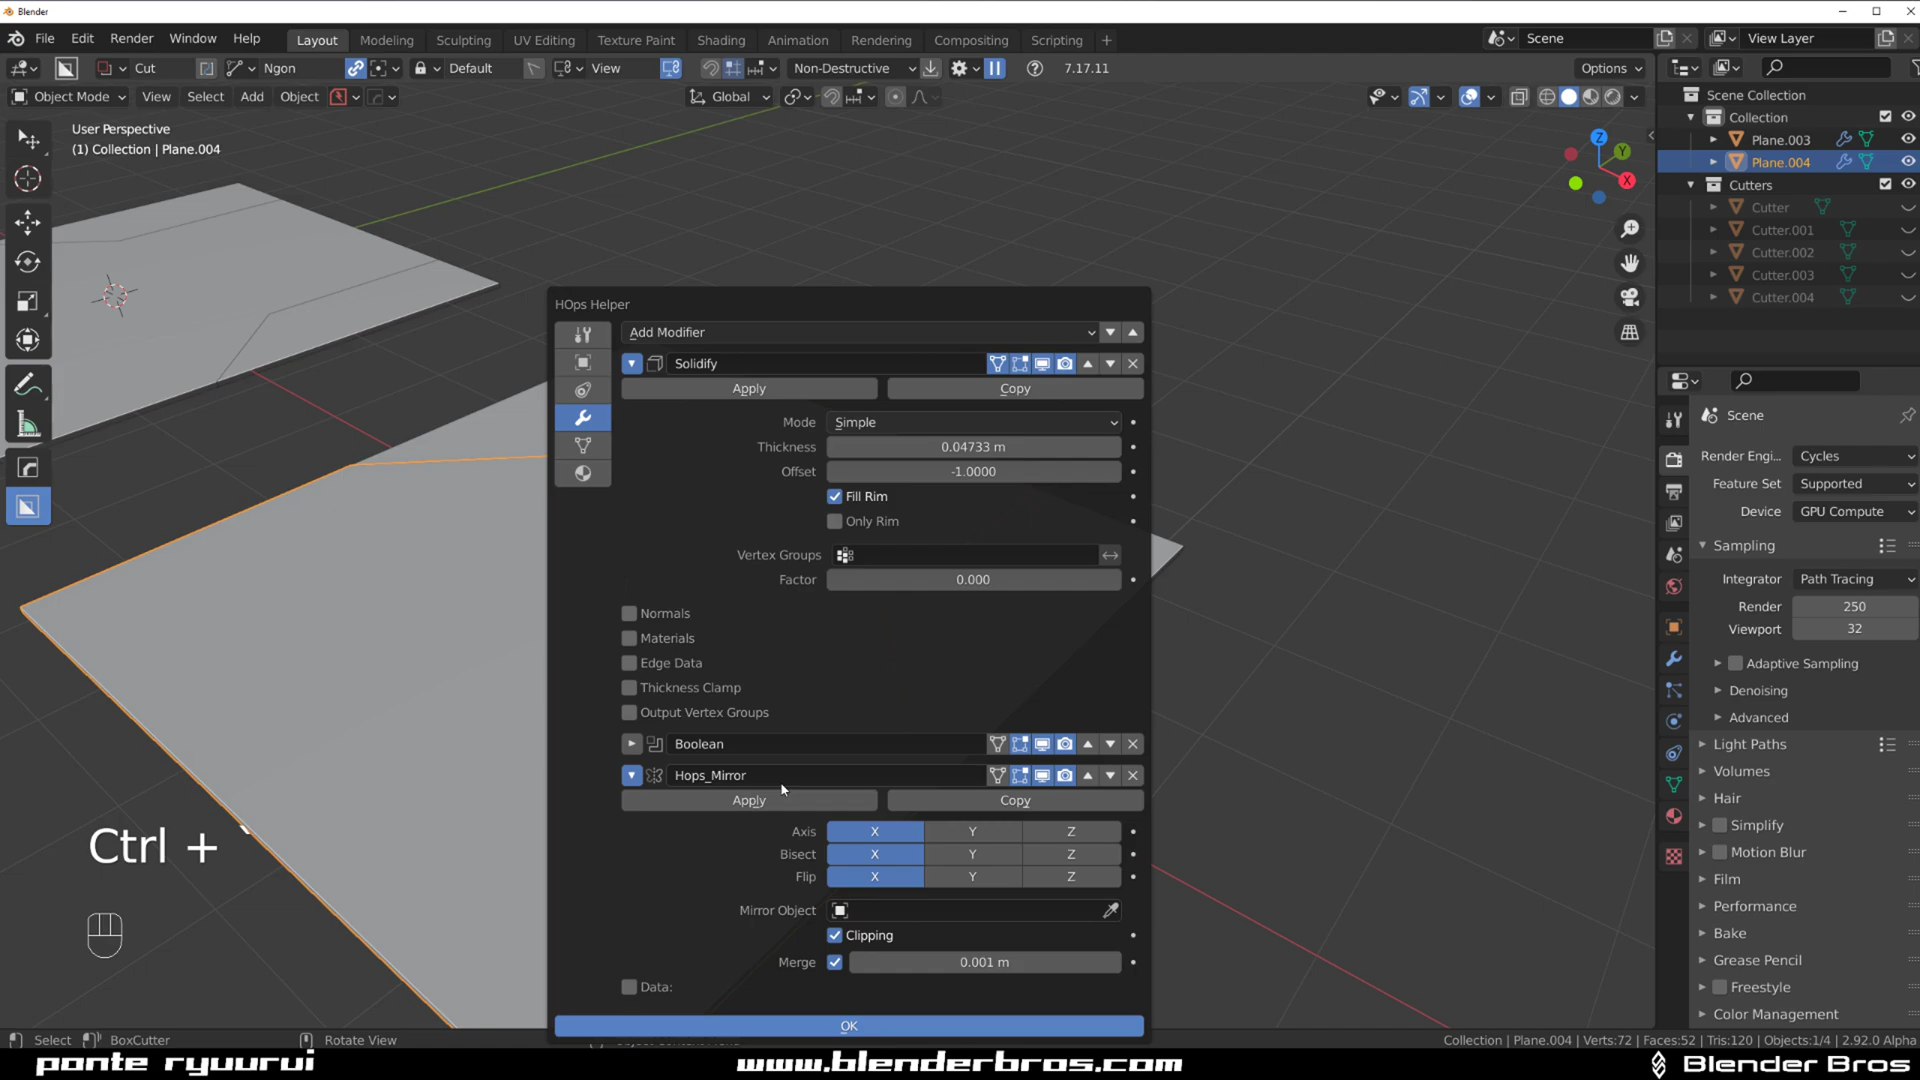 Blender
File Edit Render Window Help Layout Modeling Sculpting UV Editing Texture Paint Shading Animation Rendering Compositing Scripting + Scene View Layer
Cut Ngon Default View Non-Destructive 7.17.11 Options
Object Mode View Select Add Object Global
User Perspective
(1) Collection | Plane.004
Scene Collection
Collection
Plane.003
Plane.004
Cutters
Cutter
Cutter.001
Cutter.002
Cutter.003
Cutter.004
Z
Y
X
HOps Helper
Add Modifier
Solidify
Apply Copy
Mode Simple
Thickness 0.04733 m
Offset -1.0000
Fill Rim
Only Rim
Vertex Groups
Factor 0.000
Normals
Materials
Edge Data
Thickness Clamp
Output Vertex Groups
Boolean
Hops_Mirror
Apply Copy
Axis X Y Z
Bisect X Y Z
Flip X Y Z
Mirror Object
Clipping
Merge 0.001 m
Data:
OK
Ctrl +
Scene
Render Engi... Cycles
Feature Set Supported
Device GPU Compute
Sampling
Integrator Path Tracing
Render 250
Viewport 32
Adaptive Sampling
Denoising
Advanced
Light Paths
Volumes
Hair
Simplify
Motion Blur
Film
Performance
Bake
Grease Pencil
Freestyle
Color Management
Select BoxCutter Rotate View Collection | Plane.004 | Verts:72 | Faces:52 | Tris:120 | Objects:1/4 | 2.92.0 Alpha
ponte ryuurui www.blenderbros.com Blender Bros